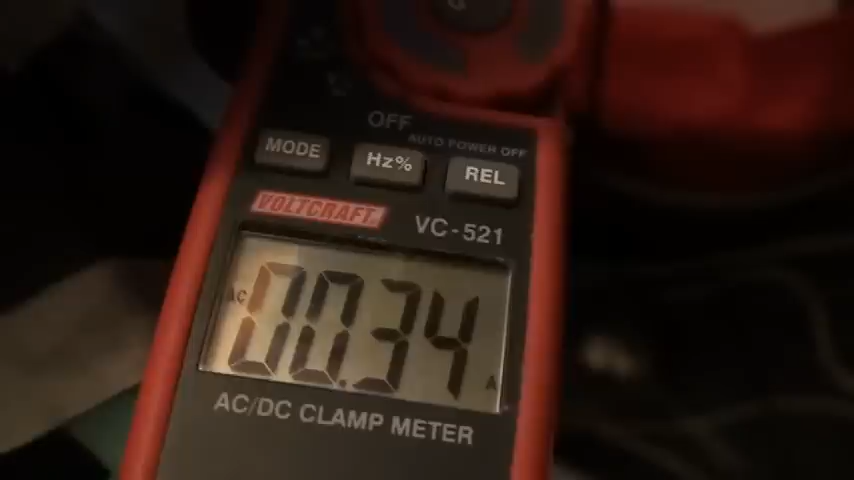 OFF
AUTO POWER OFF
MODE Hz% REL
VOLTCRAFT VC-521
AC 00.34 A
AC/DC CLAMP METER